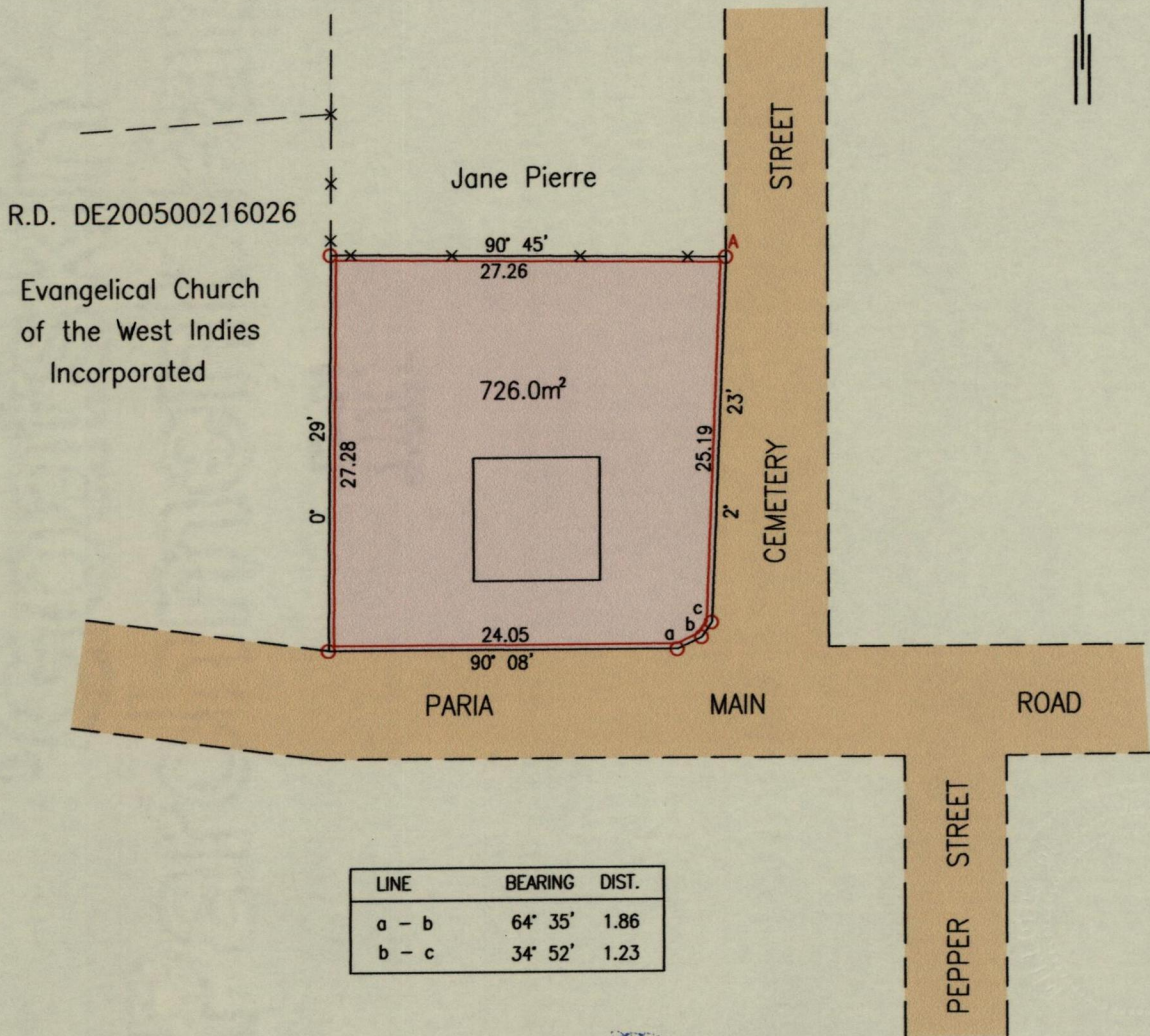 STREET
Jane Pierre
R.D. DE200500216026
A
90° 45'
27.26
Evangelical Church
of the West Indies
Incorporated
726.0m²
0° 29'
27.28
25.19
2° 23'
CEMETERY
c
b
a
24.05
90° 08'
PARIA MAIN ROAD
PEPPER STREET
LINE BEARING DIST.
a - b 64° 35' 1.86
b - c 34° 52' 1.23